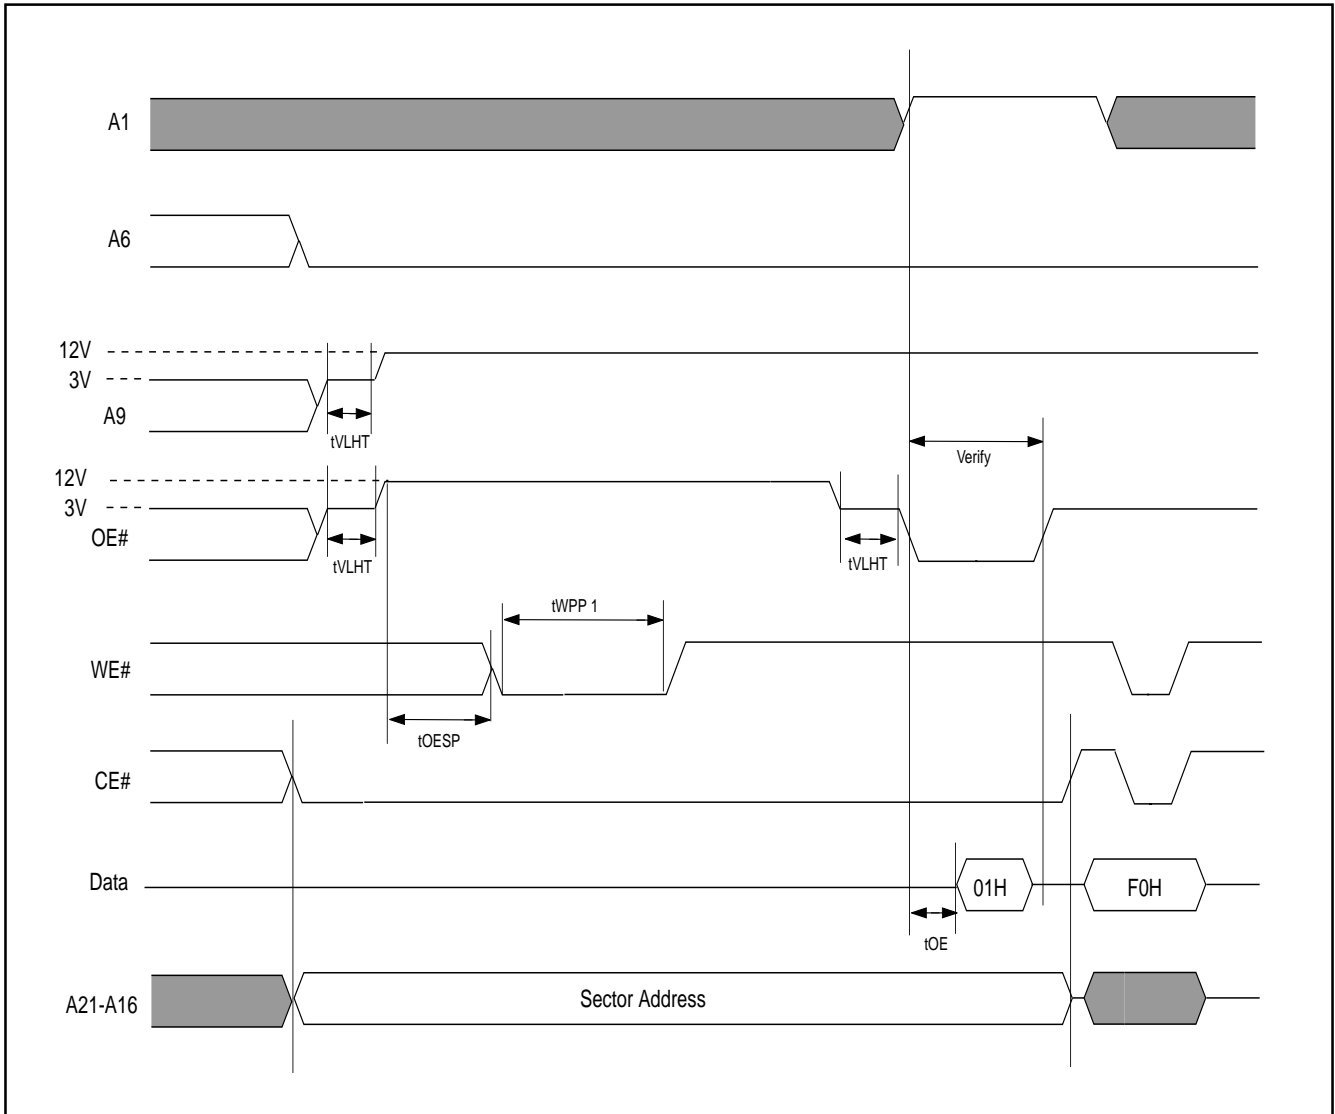 A1
A6
12V
3V
A9
tVLHT
Verify
12V
3V
OE#
tVLHT
tVLHT
tWPP 1
WE#
tOESP
CE#
Data
01H
F0H
tOE
A21-A16
Sector Address